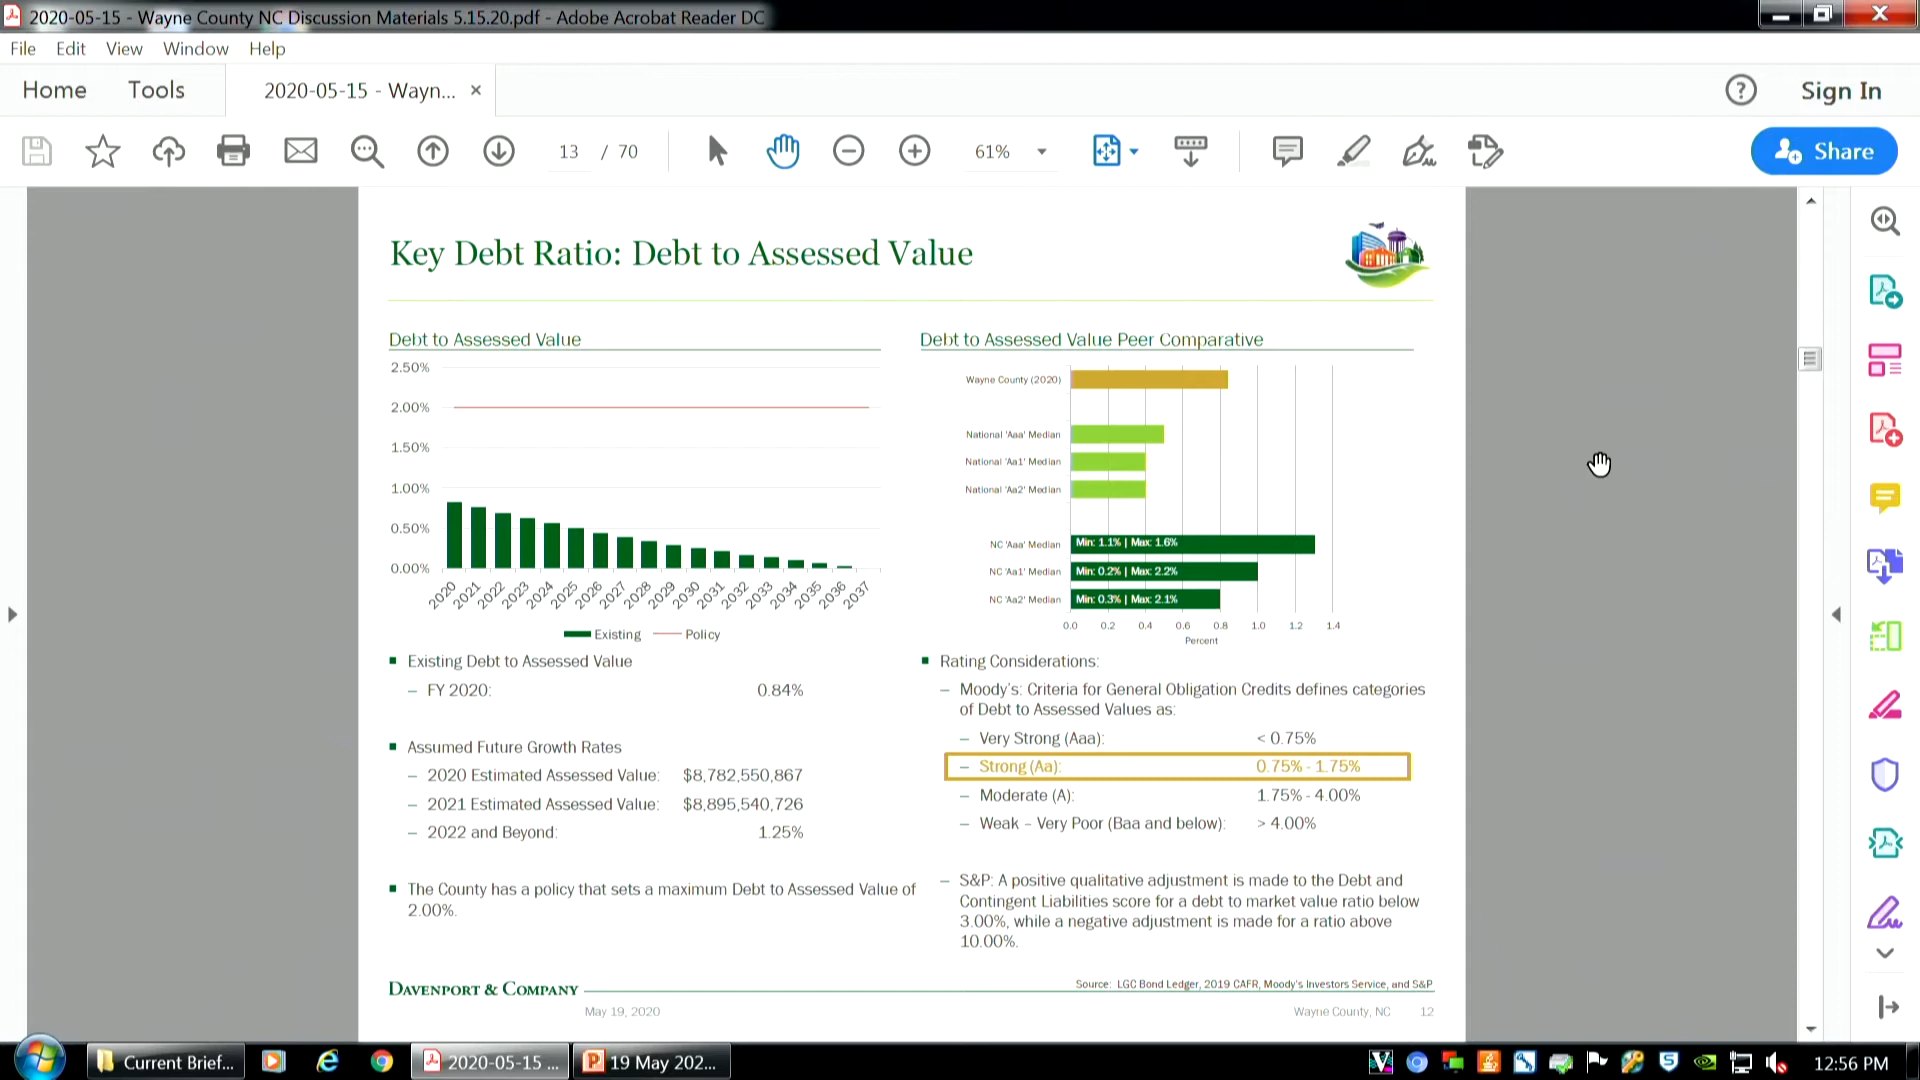 2020-05-15 - Wayne County NC Discussion Materials 5.15.20.pdf - Adobe Acrobat Reader DC
File Edit View Window Help
Home Tools 2020-05-15 - Wayn... × ? Sign In
13 / 70 61% Share
Key Debt Ratio: Debt to Assessed Value
Debt to Assessed Value
2.50%
2.00%
1.50%
1.00%
0.50%
0.00%
2020 2021 2022 2023 2024 2025 2026 2027 2028 2029 2030 2031 2032 2033 2034 2035 2036 2037
Existing Policy
■ Existing Debt to Assessed Value
– FY 2020: 0.84%
■ Assumed Future Growth Rates
– 2020 Estimated Assessed Value: $8,782,550,867
– 2021 Estimated Assessed Value: $8,895,540,726
– 2022 and Beyond: 1.25%
■ The County has a policy that sets a maximum Debt to Assessed Value of
2.00%.
Debt to Assessed Value Peer Comparative
Wayne County (2020)
National 'Aaa' Median
National 'Aa1' Median
National 'Aa2' Median
NC 'Aaa' Median Min: 1.1% | Max: 1.6%
NC 'Aa1' Median Min: 0.2% | Max: 2.2%
NC 'Aa2' Median Min: 0.3% | Max: 2.1%
0.0 0.2 0.4 0.6 0.8 1.0 1.2 1.4
Percent
■ Rating Considerations:
– Moody's: Criteria for General Obligation Credits defines categories
of Debt to Assessed Values as:
– Very Strong (Aaa): < 0.75%
– Strong (Aa): 0.75% - 1.75%
– Moderate (A): 1.75% - 4.00%
– Weak – Very Poor (Baa and below): > 4.00%
– S&P: A positive qualitative adjustment is made to the Debt and
Contingent Liabilities score for a debt to market value ratio below
3.00%, while a negative adjustment is made for a ratio above
10.00%.
DAVENPORT & COMPANY
Source: LGC Bond Ledger, 2019 CAFR, Moody's Investors Service, and S&P
May 19, 2020 Wayne County, NC 12
Current Brief... 2020-05-15 ... 19 May 202... 12:56 PM